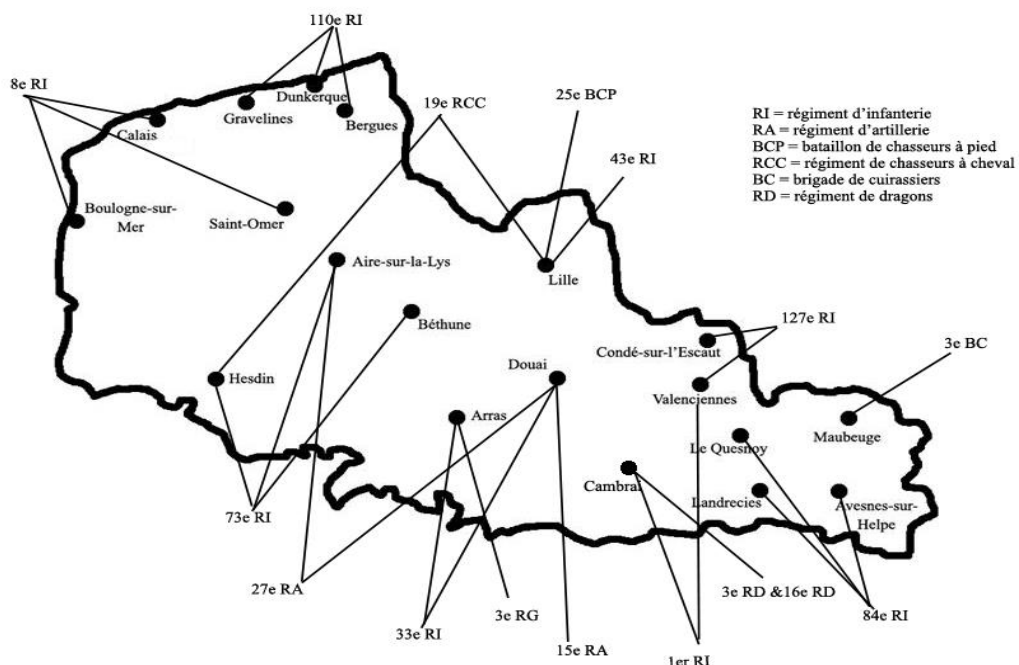 110e RI
8e RI
19e RCC
25e BCP
43e RI
RI = régiment d'infanterie
RA = régiment d'artillerie
BCP = bataillon de chasseurs à pied
RCC = régiment de chasseurs à cheval
BC = brigade de cuirassiers
RD = régiment de dragons
Dunkerque
Gravelines
Bergues
Calais
Boulogne-sur-
Mer
Saint-Omer
Aire-sur-la-Lys
Lille
Béthune
127e RI
Condé-sur-l'Escaut
3e BC
Hesdin
Douai
Valenciennes
Arras
Maubeuge
Le Quesnoy
Cambrai
Landrecies
Avesnes-sur-
Helpe
73e RI
27e RA
3e RG
3e RD &16e RD
84e RI
33e RI
15e RA
1er RI